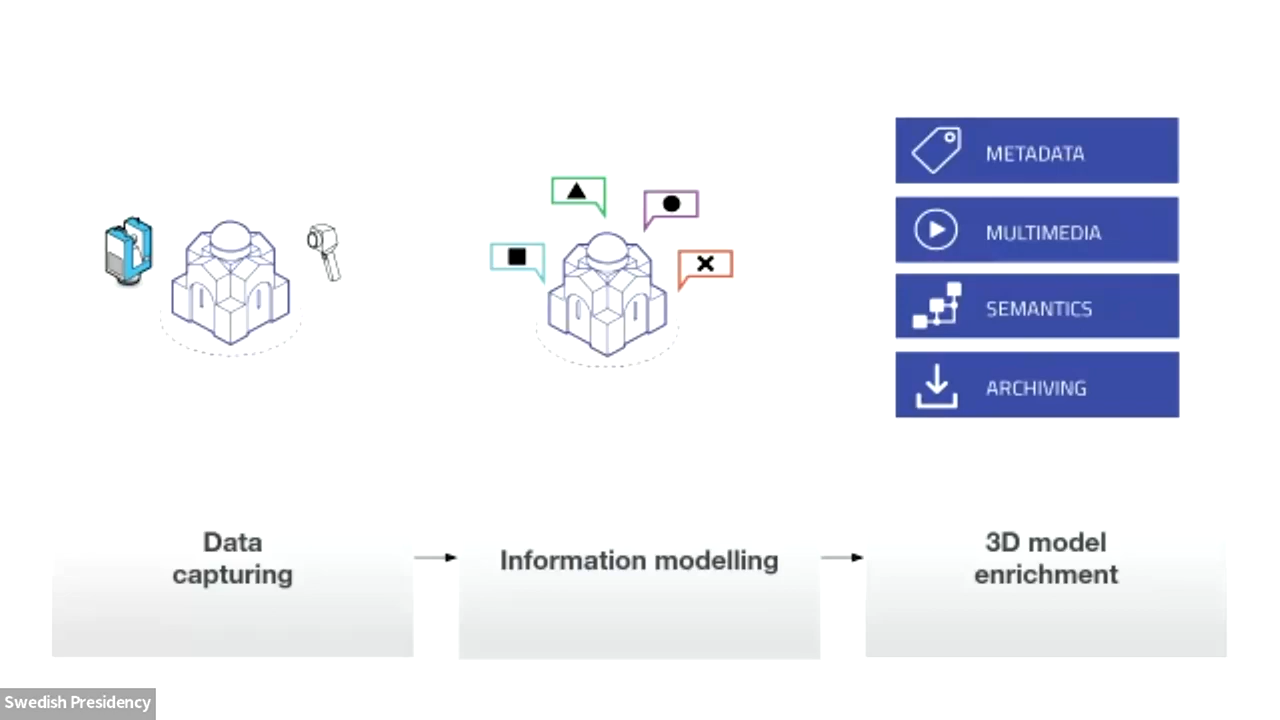 METADATA
MULTIMEDIA
SEMANTICS
ARCHIVING
Data
capturing
Information modelling
3D model
enrichment
Swedish Presidency